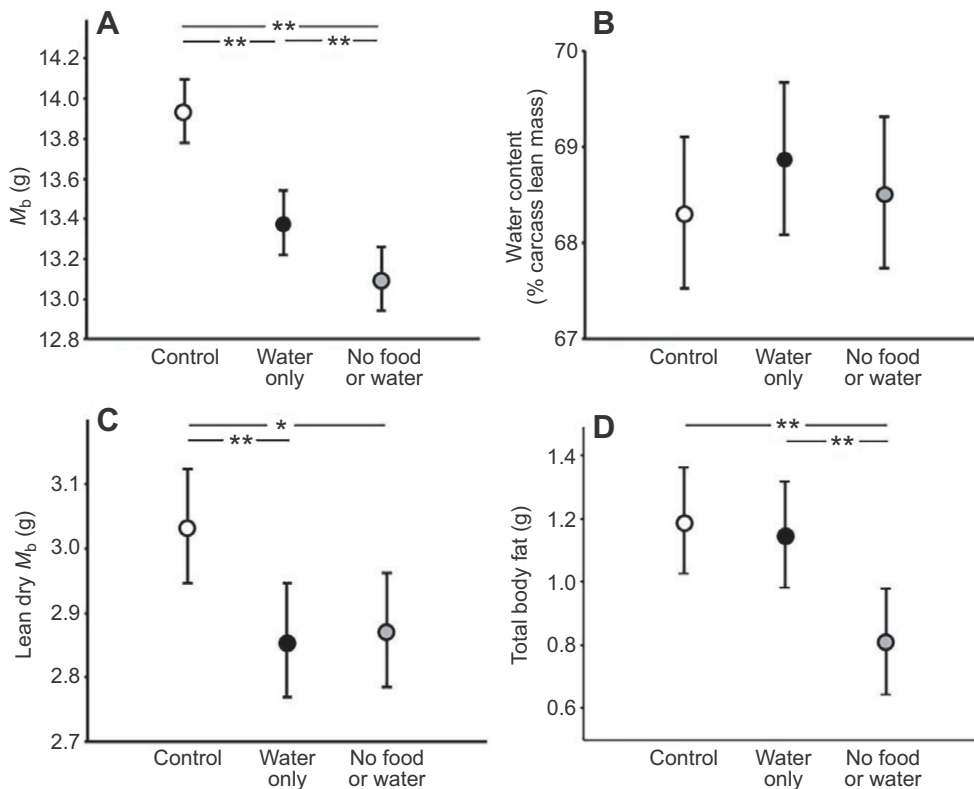 A
**
**
**
14.2
14.0
13.8
13.6
13.4
13.2
13.0
12.8
Mb (g)
Control
Water
only
No food
or water
B
70
69
68
67
Water content
(% carcass lean mass)
Control
Water
only
No food
or water
C
*
**
3.1
3.0
2.9
2.8
2.7
Lean dry Mb (g)
Control
Water
only
No food
or water
D
**
**
1.4
1.2
1.0
0.8
0.6
Total body fat (g)
Control
Water
only
No food
or water